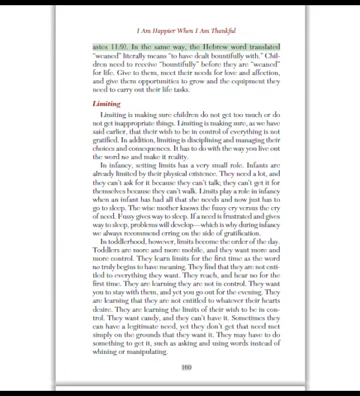 I Am Happier When I Am Thankful
astes 11:9). In the same way, the Hebrew word translated
"weaned" literally means "to have dealt bountifully with." Chil-
dren need to receive "bountifully" before they are "weaned"
for life. Give to them, meet their needs for love and affection,
and give them opportunities to grow and the equipment they
need to carry out their life tasks.
Limiting
Limiting is making sure children do not get too much or do
not get inappropriate things. Limiting is making sure, as we have
said earlier, that their wish to be in control of everything is not
gratified. In addition, limiting is disciplining and managing their
choices and consequences. It has to do with the way you live out
the word no and make it reality.
In infancy, setting limits has a very small role. Infants are
already limited by their physical existence. They need a lot, and
they can't ask for it because they can't talk; they can't get it for
themselves because they can't walk. Limits play a role in infancy
when an infant has had all that she needs and now just has to
go to sleep. The wise mother knows the fussy cry versus the cry
of need. Fussy gives way to sleep. If a need is frustrated and gives
way to sleep, problems will develop—which is why during infancy
we always recommend erring on the side of gratification.
In toddlerhood, however, limits become the order of the day.
Toddlers are more and more mobile, and they want more and
more control. They learn limits for the first time as the word
no truly begins to have meaning. They find that they are not enti-
tled to everything they want. They reach, and hear no for the
first time. They are learning they are not in control. They want
you to stay with them, and yet you go out for the evening. They
are learning that they are not entitled to whatever their hearts
desire. They are learning the limits of their wish to be in con-
trol. They want candy, and they can't have it. Sometimes they
can have a legitimate need, yet they don't get that need met
simply on the grounds that they want it. They may have to do
something to get it, such as asking and using words instead of
whining or manipulating.
160